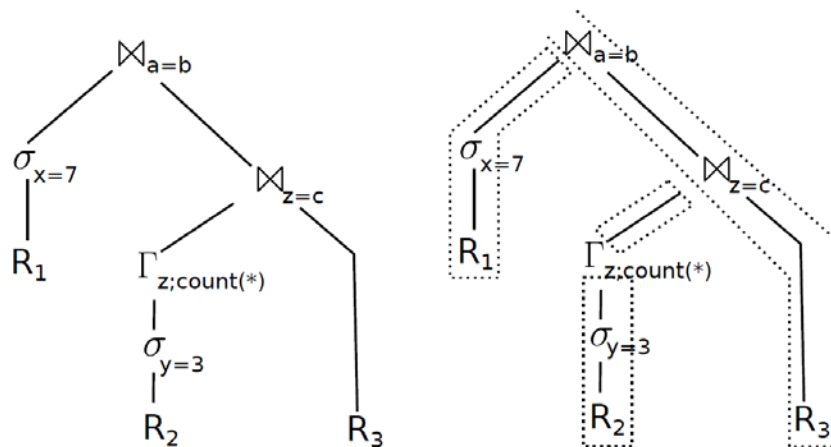 ⋈a=b
σx=7
⋈z=c
R1
Γz;count(*)
σy=3
R2
R3
⋈a=b
σx=7
⋈z=c
R1
Γz;count(*)
σy=3
R2
R3